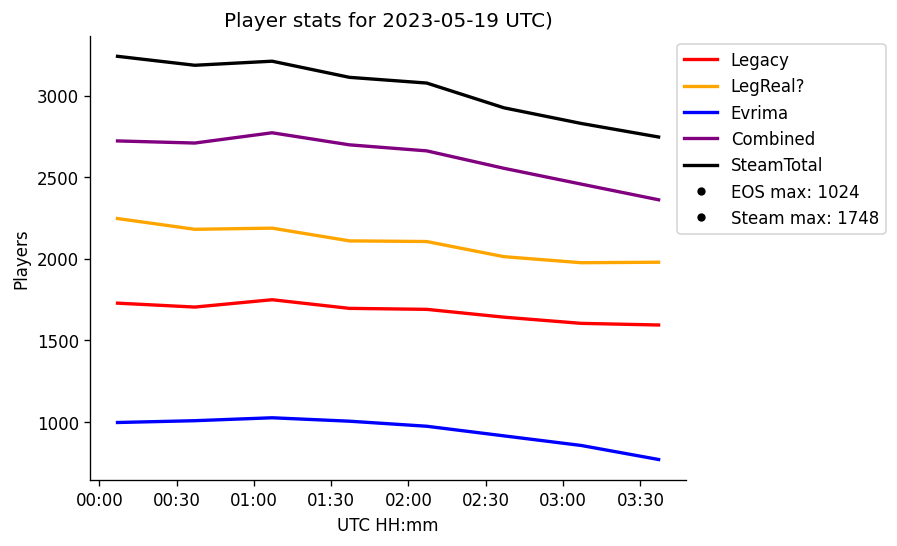 Player stats for 2023-05-19 UTC)
Legacy
LegReal?
Evrima
Combined
SteamTotal
EOS max: 1024
Steam max: 1748
Players
3000
2500
2000
1500
1000
00:00 00:30 01:00 01:30 02:00 02:30 03:00 03:30
UTC HH:mm